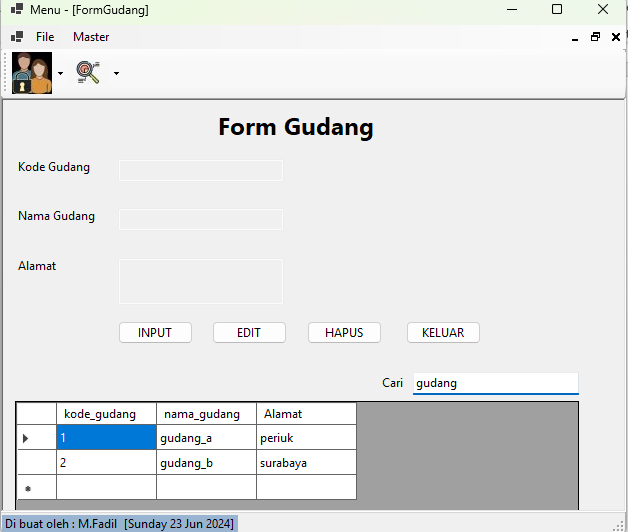 Menu - [FormGudang]
File Master
Form Gudang
Kode Gudang
Nama Gudang
Alamat
INPUT EDIT HAPUS KELUAR
Cari gudang
kode_gudang nama_gudang Alamat
1 gudang_a periuk
2 gudang_b surabaya
Di buat oleh : M.Fadil [Sunday 23 Jun 2024]